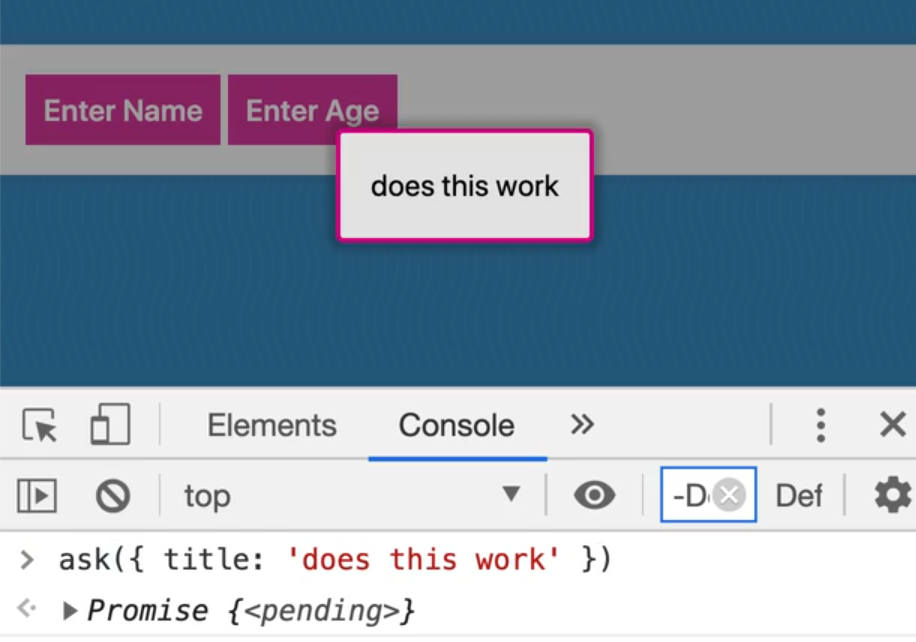 Enter Name Enter Age
does this work
Elements Console
top Def
ask({ title: 'does this work' })
Promise {<pending>}